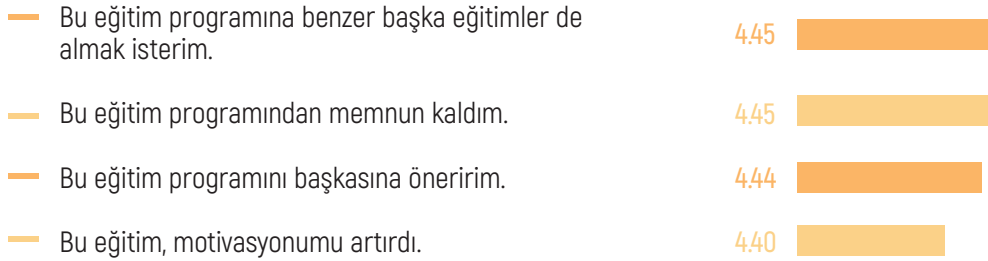 Bu eğitim programına benzer başka eğitimler de
almak isterim.
4.45
Bu eğitim programından memnun kaldım.
4.45
Bu eğitim programını başkasına öneririm.
4.44
Bu eğitim, motivasyonumu artırdı.
4.40